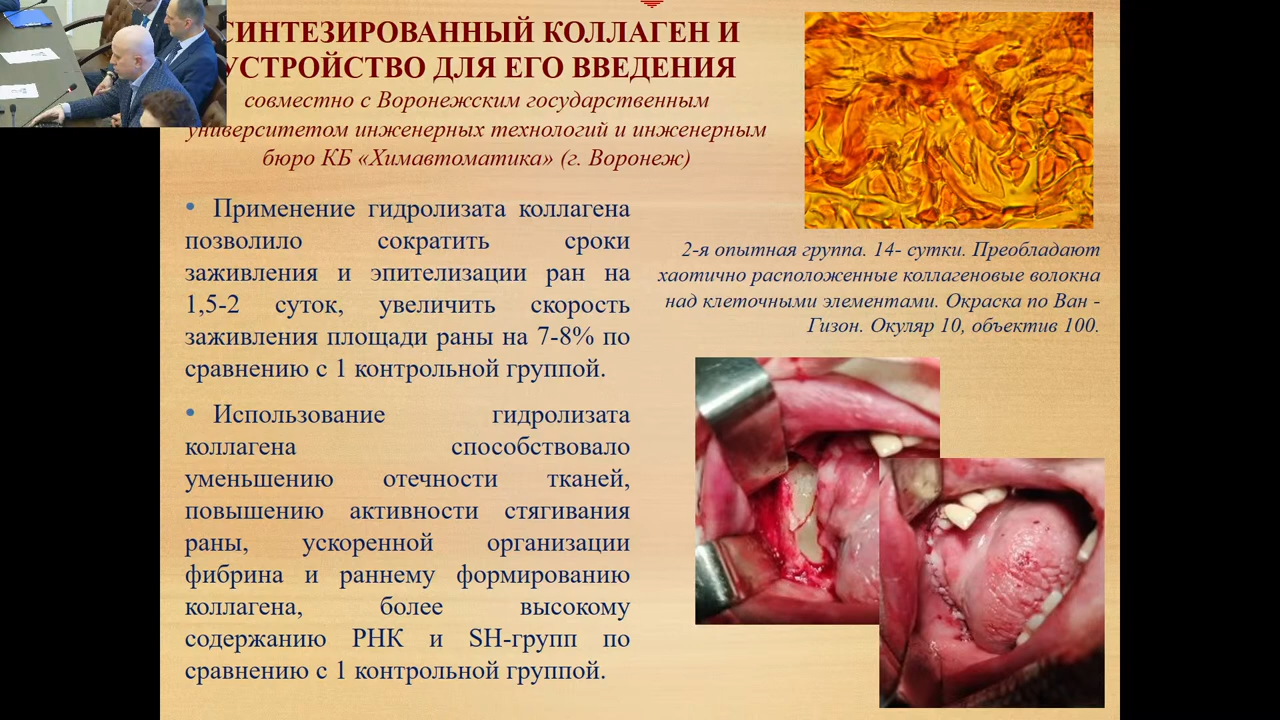 СИНТЕЗИРОВАННЫЙ КОЛЛАГЕН И
УСТРОЙСТВО ДЛЯ ЕГО ВВЕДЕНИЯ
совместно с Воронежским государственным
университетом инженерных технологий и инженерным
бюро КБ «Химавтоматика» (г. Воронеж)
• Применение гидролизата коллагена
позволило сократить сроки
заживления и эпителизации ран на
1,5-2 суток, увеличить скорость
заживления площади раны на 7-8% по
сравнению с 1 контрольной группой.
• Использование гидролизата
коллагена способствовало
уменьшению отечности тканей,
повышению активности стягивания
раны, ускоренной организации
фибрина и раннему формированию
коллагена, более высокому
содержанию РНК и SH-групп по
сравнению с 1 контрольной группой.
2-я опытная группа. 14- сутки. Преобладают
хаотично расположенные коллагеновые волокна
над клеточными элементами. Окраска по Ван -
Гизон. Окуляр 10, объектив 100.